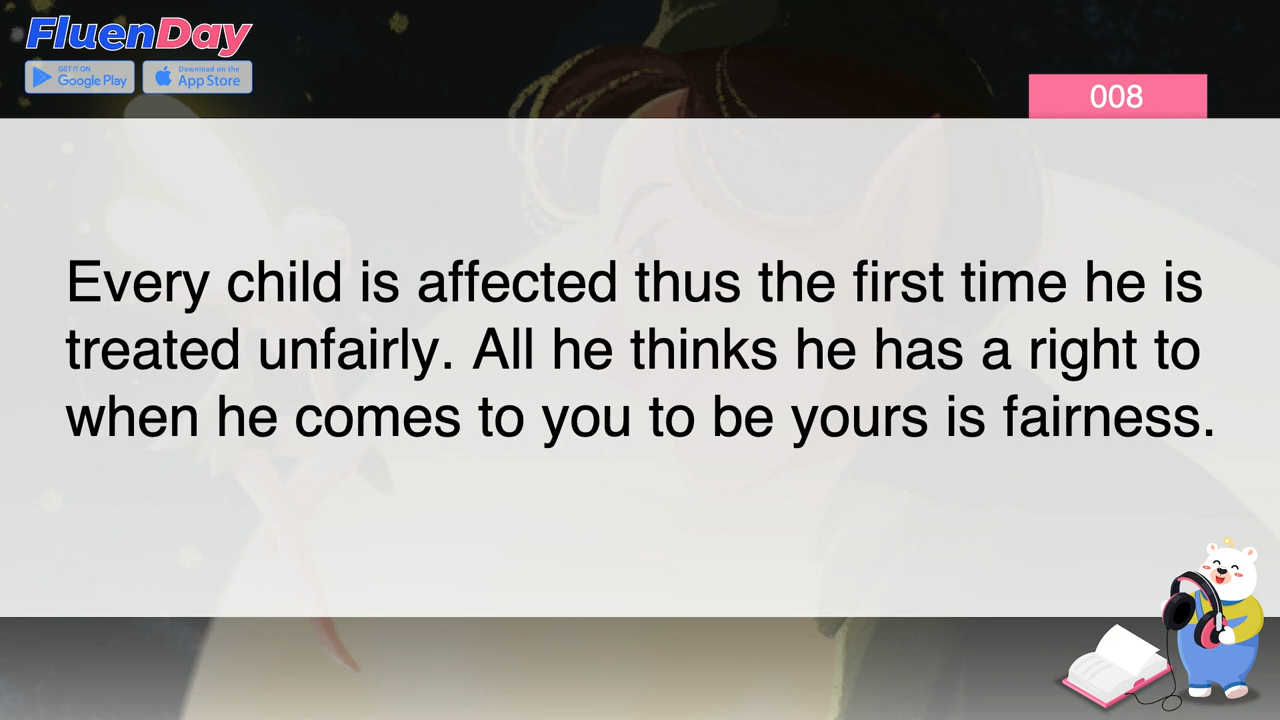 FluenDay
GET IT ON
Google Play
Download on the
App Store
008
Every child is affected thus the first time he is
treated unfairly. All he thinks he has a right to
when he comes to you to be yours is fairness.